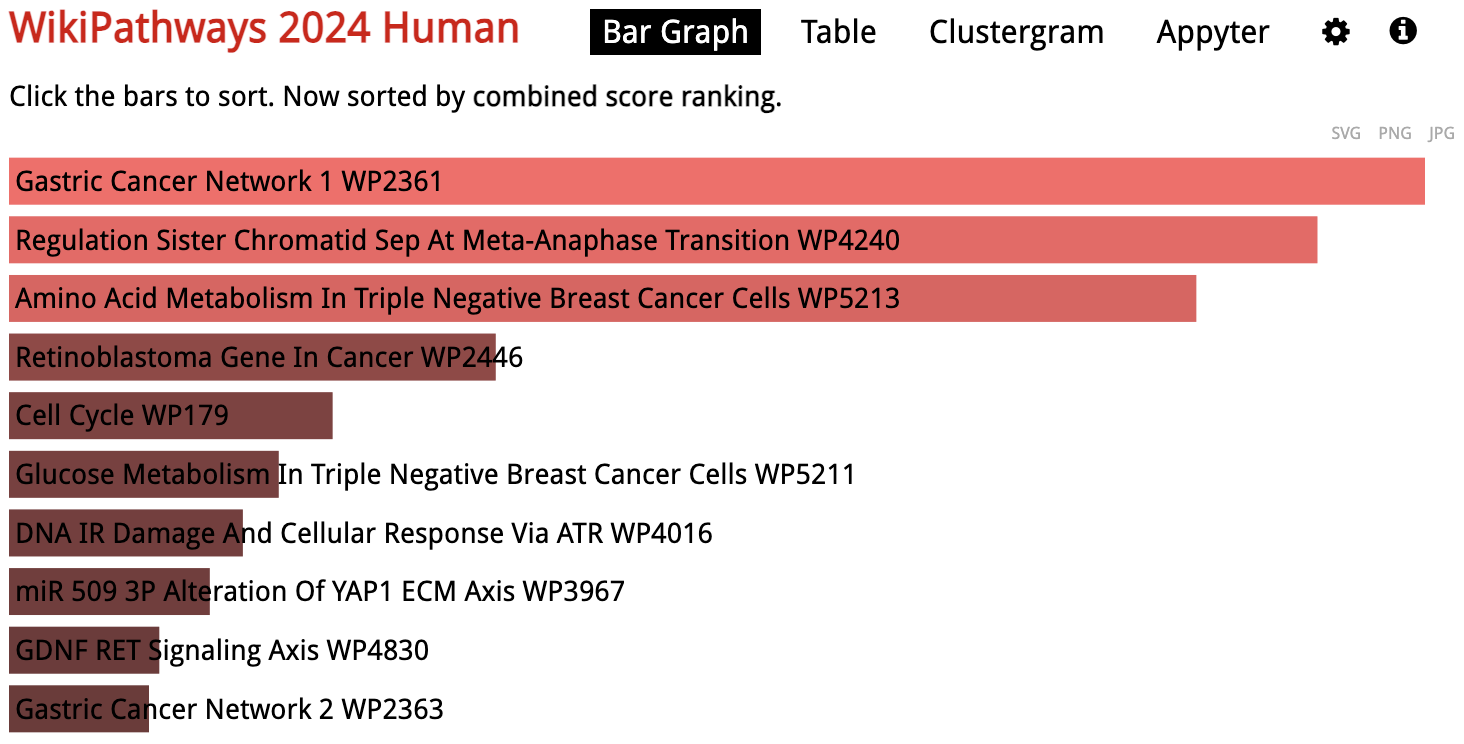 WikiPathways 2024 Human Bar Graph Table Clustergram Appyter
Click the bars to sort. Now sorted by combined score ranking.
SVG PNG JPG
Gastric Cancer Network 1 WP2361
Regulation Sister Chromatid Sep At Meta-Anaphase Transition WP4240
Amino Acid Metabolism In Triple Negative Breast Cancer Cells WP5213
Retinoblastoma Gene In Cancer WP2446
Cell Cycle WP179
Glucose Metabolism In Triple Negative Breast Cancer Cells WP5211
DNA IR Damage And Cellular Response Via ATR WP4016
miR 509 3P Alteration Of YAP1 ECM Axis WP3967
GDNF RET Signaling Axis WP4830
Gastric Cancer Network 2 WP2363